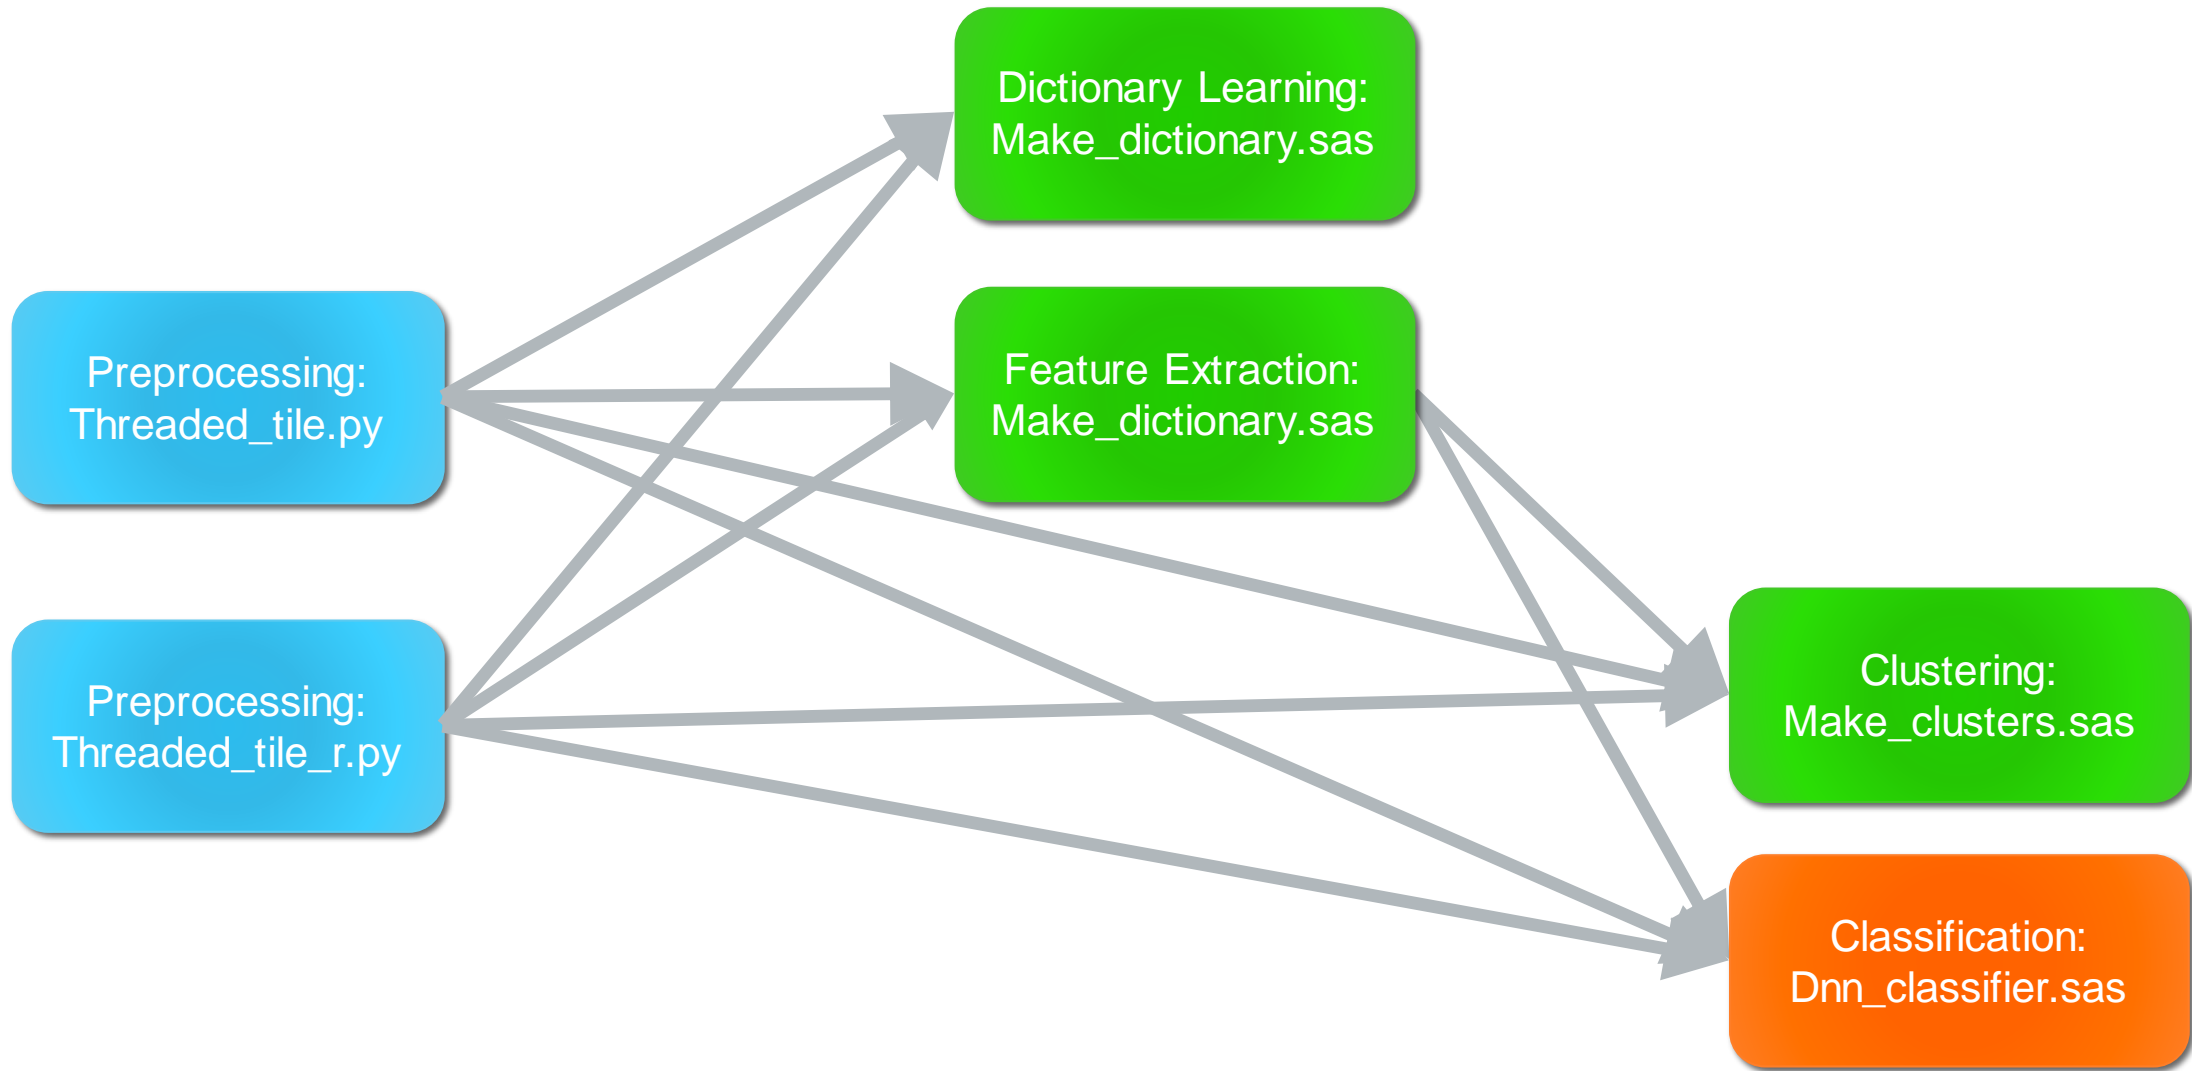 Dictionary Learning:
Make_dictionary.sas
Preprocessing:
Threaded_tile.py
Feature Extraction:
Make_dictionary.sas
Preprocessing:
Threaded_tile_r.py
Clustering:
Make_clusters.sas
Classification:
Dnn_classifier.sas